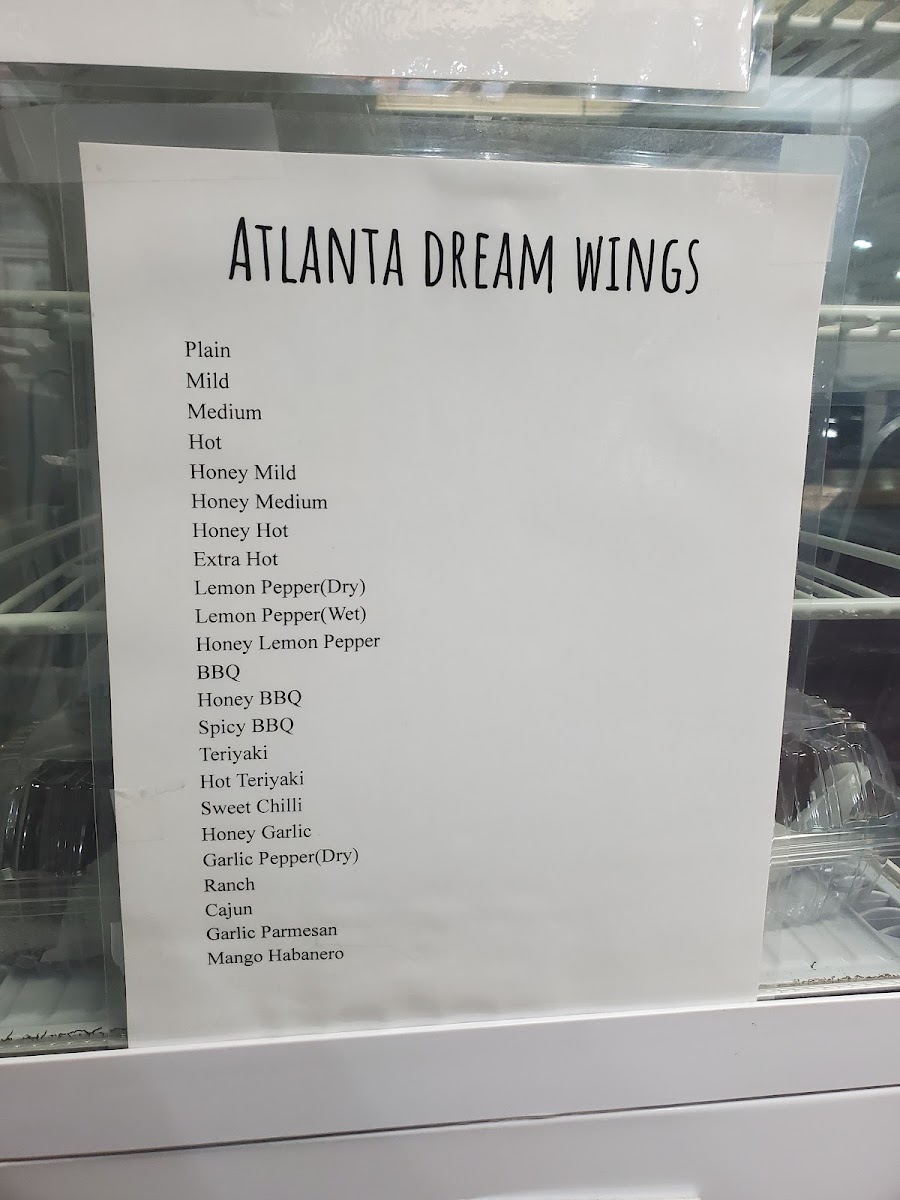 ATLANTA DREAM WINGS
Plain
Mild
Medium
Hot
Honey Mild
Honey Medium
Honey Hot
Extra Hot
Lemon Pepper(Dry)
Lemon Pepper(Wet)
Honey Lemon Pepper
BBQ
Honey BBQ
Spicy BBQ
Teriyaki
Hot Teriyaki
Sweet Chilli
Honey Garlic
Garlic Pepper(Dry)
Ranch
Cajun
Garlic Parmesan
Mango Habanero